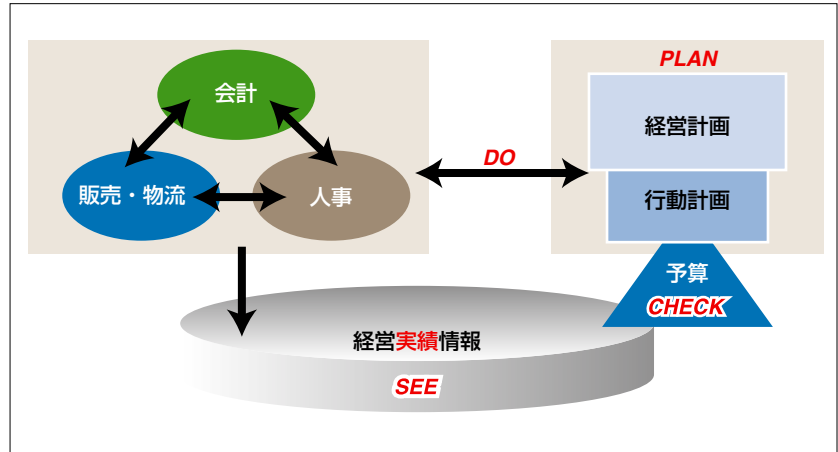 会計
販売・物流
人事
DO
PLAN
経営計画
行動計画
予算
CHECK
経営実績情報
SEE